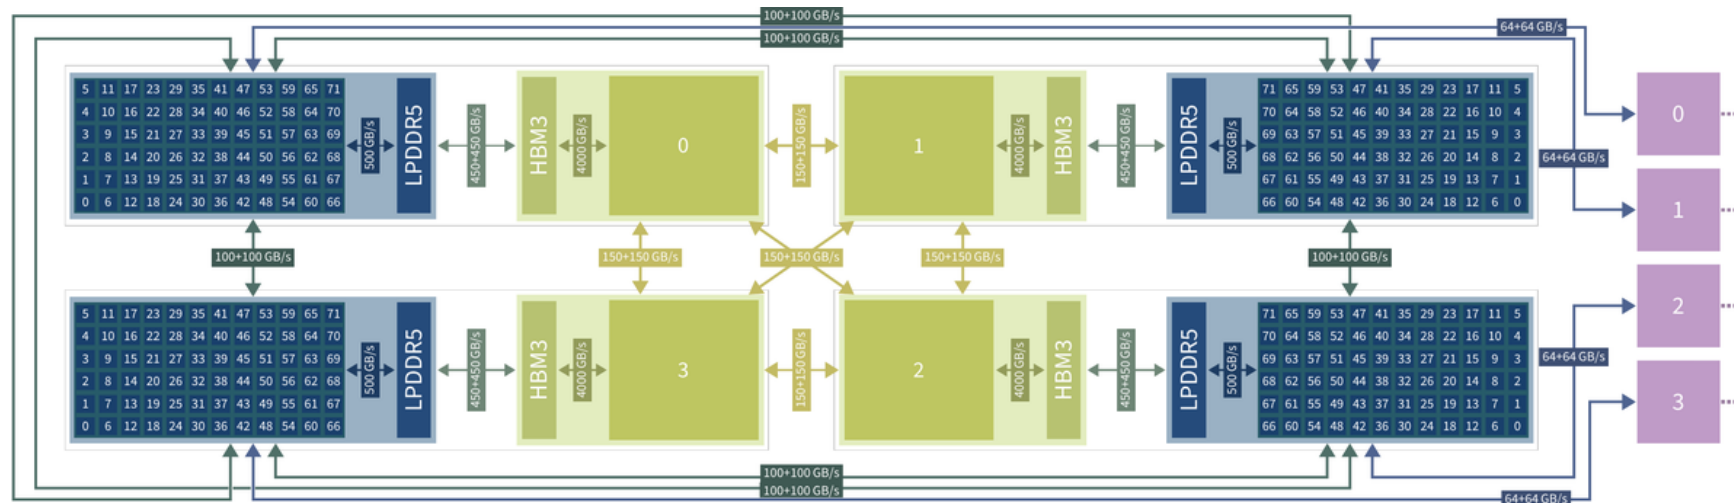 100+100 GB/s
64+64 GB/s
100+100 GB/s
5 11 17 23 29 35 41 47 53 59 65 71
4 10 16 22 28 34 40 46 52 58 64 70
3 9 15 21 27 33 39 45 51 57 63 69
2 8 14 20 26 32 38 44 50 56 62 68
1 7 13 19 25 31 37 43 49 55 61 67
0 6 12 18 24 30 36 42 48 54 60 66
500 GB/s
LPDDR5
450+450 GB/s
HBM3
4000 GB/s
0
150+150 GB/s
1
4000 GB/s
HBM3
450+450 GB/s
LPDDR5
500 GB/s
71 65 59 53 47 41 35 29 23 17 11 5
70 64 58 52 46 40 34 28 22 16 10 4
69 63 57 51 45 39 33 27 21 15 9 3
68 62 56 50 44 38 32 26 20 14 8 2
67 61 55 49 43 37 31 25 19 13 7 1
66 60 54 48 42 36 30 24 18 12 6 0
64+64 GB/s
0
1
100+100 GB/s
150+150 GB/s
150+150 GB/s
150+150 GB/s
100+100 GB/s
5 11 17 23 29 35 41 47 53 59 65 71
4 10 16 22 28 34 40 46 52 58 64 70
3 9 15 21 27 33 39 45 51 57 63 69
2 8 14 20 26 32 38 44 50 56 62 68
1 7 13 19 25 31 37 43 49 55 61 67
0 6 12 18 24 30 36 42 48 54 60 66
500 GB/s
LPDDR5
450+450 GB/s
HBM3
4000 GB/s
3
150+150 GB/s
2
4000 GB/s
HBM3
450+450 GB/s
LPDDR5
500 GB/s
71 65 59 53 47 41 35 29 23 17 11 5
70 64 58 52 46 40 34 28 22 16 10 4
69 63 57 51 45 39 33 27 21 15 9 3
68 62 56 50 44 38 32 26 20 14 8 2
67 61 55 49 43 37 31 25 19 13 7 1
66 60 54 48 42 36 30 24 18 12 6 0
64+64 GB/s
2
3
100+100 GB/s
100+100 GB/s
64+64 GB/s